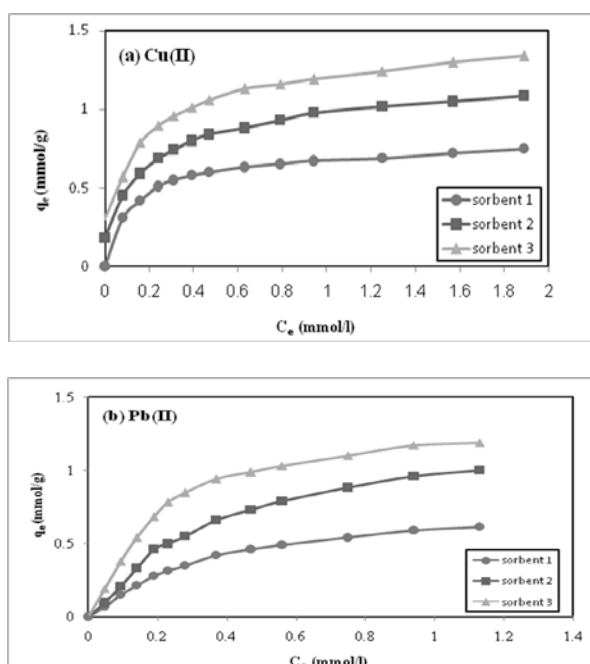 (a) Cu(II)
1.5
1
0.5
0
qe (mmol/g)
sorbent 1
sorbent 2
sorbent 3
0 0.2 0.4 0.6 0.8 1 1.2 1.4 1.6 1.8 2
Ce (mmol/l)
(b) Pb(II)
1.5
1
0.5
0
qe(mmol/g)
sorbent 1
sorbent 2
sorbent 3
0 0.2 0.4 0.6 0.8 1 1.2 1.4
Ce (mmol/l)